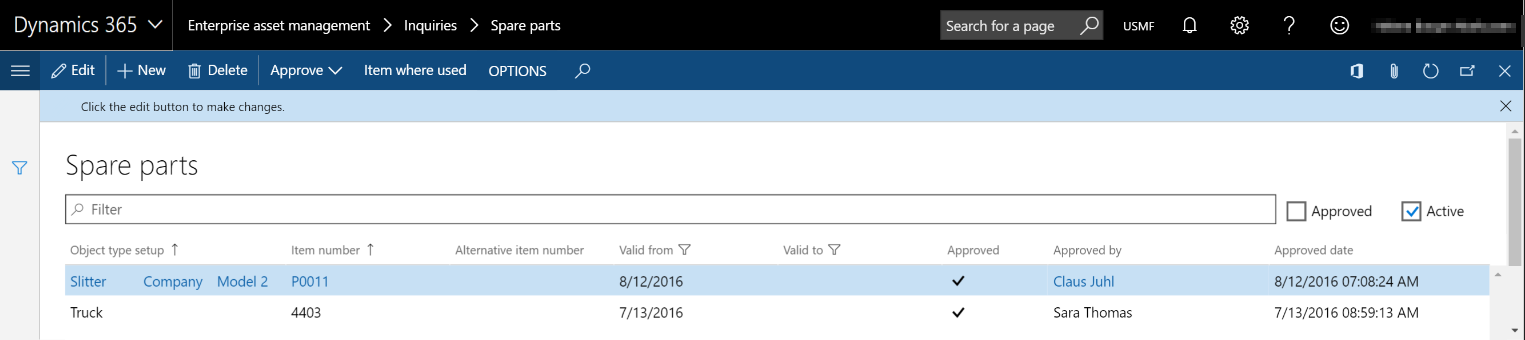 Dynamics 365 Enterprise asset management > Inquiries > Spare parts Search for a page USMF ?
Edit + New Delete Approve Item where used OPTIONS
Click the edit button to make changes.
Spare parts
Filter Approved Active
Object type setup ↑ Item number ↑ Alternative item number Valid from Valid to Approved Approved by Approved date
Slitter Company Model 2 P0011 8/12/2016 ✓ Claus Juhl 8/12/2016 07:08:24 AM
Truck 4403 7/13/2016 ✓ Sara Thomas 7/13/2016 08:59:13 AM